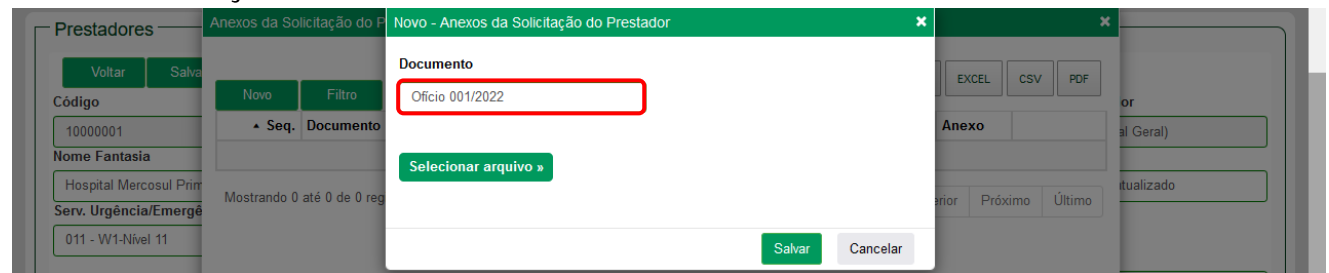 Prestadores
Anexos da Solicitação do P
Novo - Anexos da Solicitação do Prestador
Voltar
Salva
Documento
Ofício 001/2022
Novo
Filtro
EXCEL
CSV
PDF
Código
10000001
Seq.
Documento
Anexo
or
al Geral)
Nome Fantasia
Hospital Mercosul Prim
Selecionar arquivo »
Mostrando 0 até 0 de 0 reg
erior
Próximo
Último
tualizado
Serv. Urgência/Emergê
011 - W1-Nível 11
Salvar
Cancelar